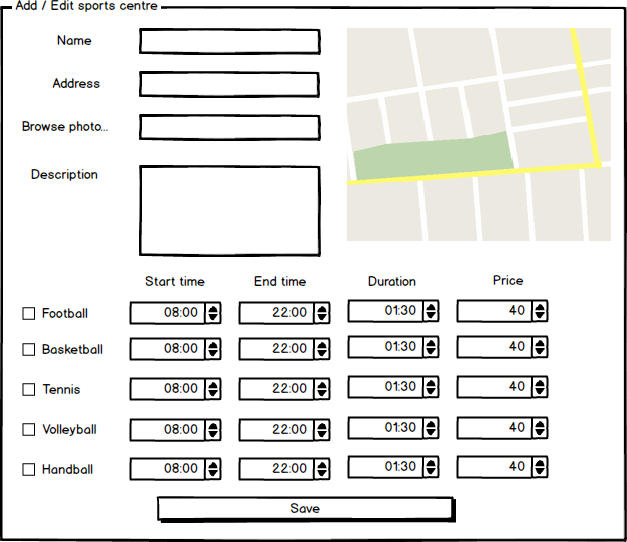 Add / Edit sports centre
Name
Address
Browse photo...
Description
Start time End time Duration Price
Football 08:00 22:00 01:30 40
Basketball 08:00 22:00 01:30 40
Tennis 08:00 22:00 01:30 40
Volleyball 08:00 22:00 01:30 40
Handball 08:00 22:00 01:30 40
Save